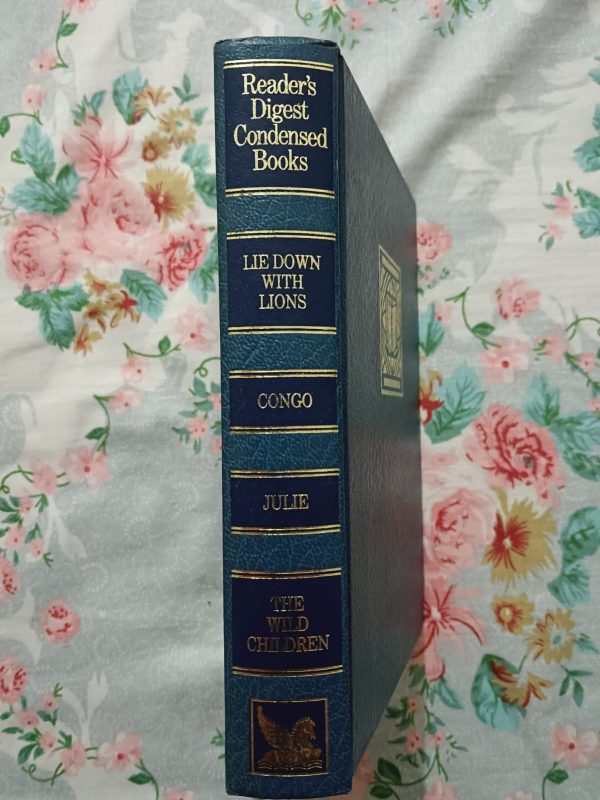 Reader's
Digest
Condensed
Books
LIE DOWN
WITH
LIONS
CONGO
JULIE
THE
WILD
CHILDREN